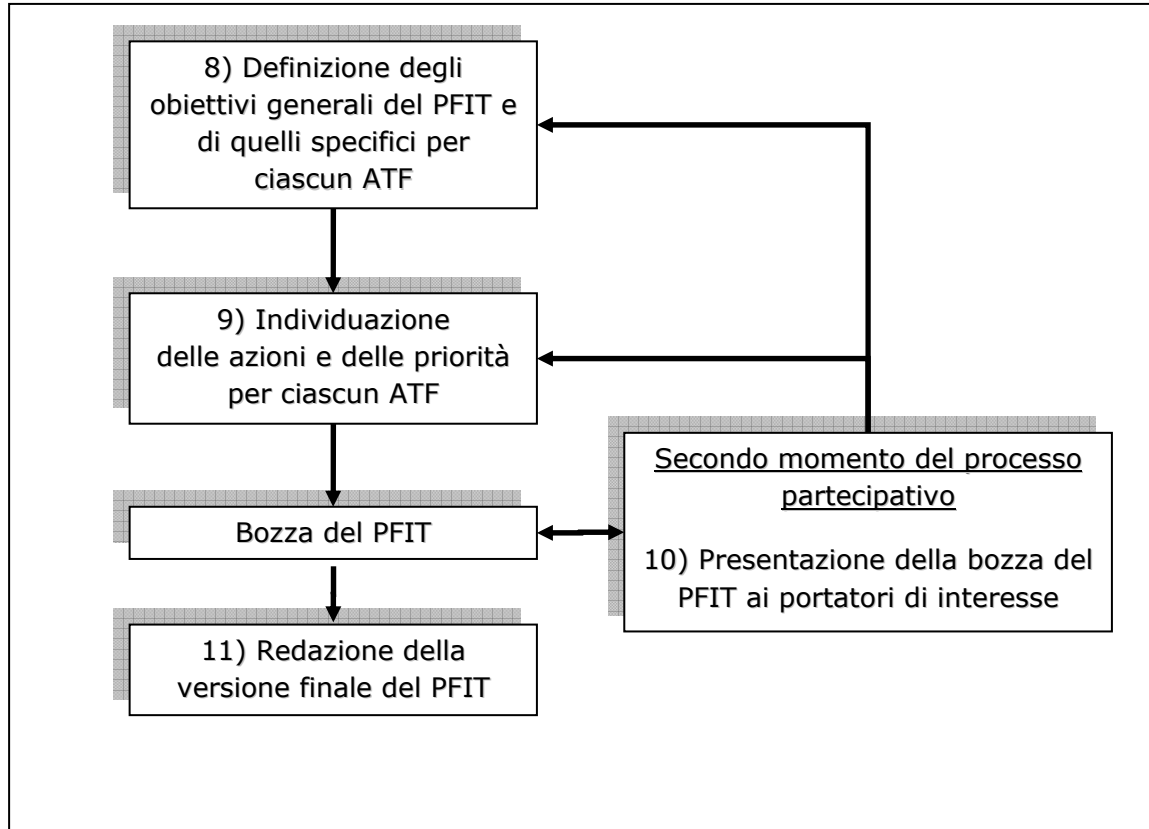 8) Definizione degli
obiettivi generali del PFIT e
di quelli specifici per
ciascun ATF
9) Individuazione
delle azioni e delle priorità
per ciascun ATF
Bozza del PFIT
Secondo momento del processo
partecipativo
10) Presentazione della bozza del
PFIT ai portatori di interesse
11) Redazione della
versione finale del PFIT